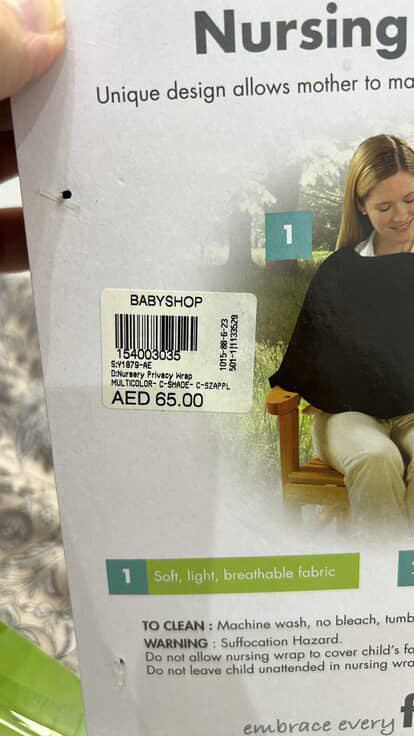 Nursing
Unique design allows mother to ma
1
BABYSHOP
154003035
S:Y1879-AE
D:Nursery Privacy Wrap
MULTICOLOR- C-SHADE- C-SZAPPL
AED 65.00
1015-88-6-23
501-1|133529
1 Soft, light, breathable fabric
TO CLEAN : Machine wash, no bleach, tumb
WARNING : Suffocation Hazard.
Do not allow nursing wrap to cover child's fa
Do not leave child unattended in nursing wra
embrace every f